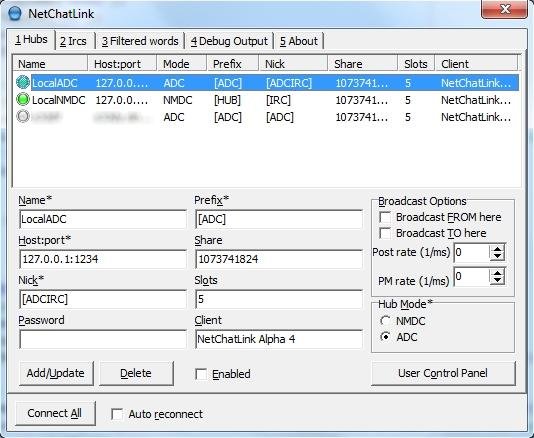 NetChatLink
1 Hubs 2 Ircs 3 Filtered words 4 Debug Output 5 About
Name Host:port Mode Prefix Nick Share Slots Client
LocalADC 127.0.0.... ADC [ADC] [ADCIRC] 1073741... 5 NetChatLink...
LocalNMDC 127.0.0.... NMDC [HUB] [IRC] 1073741... 5 NetChatLink...
ADC [ADC] [ADC] 1073741... 5 NetChatLink...
Name* Prefix* Broadcast Options
LocalADC [ADC] Broadcast FROM here
Broadcast TO here
Host:port* Share
127.0.0.1:1234 1073741824 Post rate (1/ms) 0
Nick* Slots PM rate (1/ms) 0
[ADCIRC] 5
Hub Mode*
Password Client NMDC
NetChatLink Alpha 4 ADC
Add/Update Delete Enabled User Control Panel
Connect All Auto reconnect